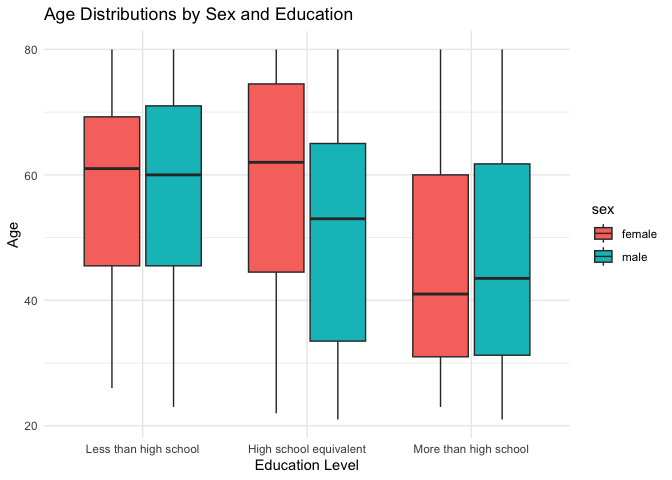 Age Distributions by Sex and Education
80
60
40
20
Age
Less than high school
High school equivalent
More than high school
Education Level
sex
female
male